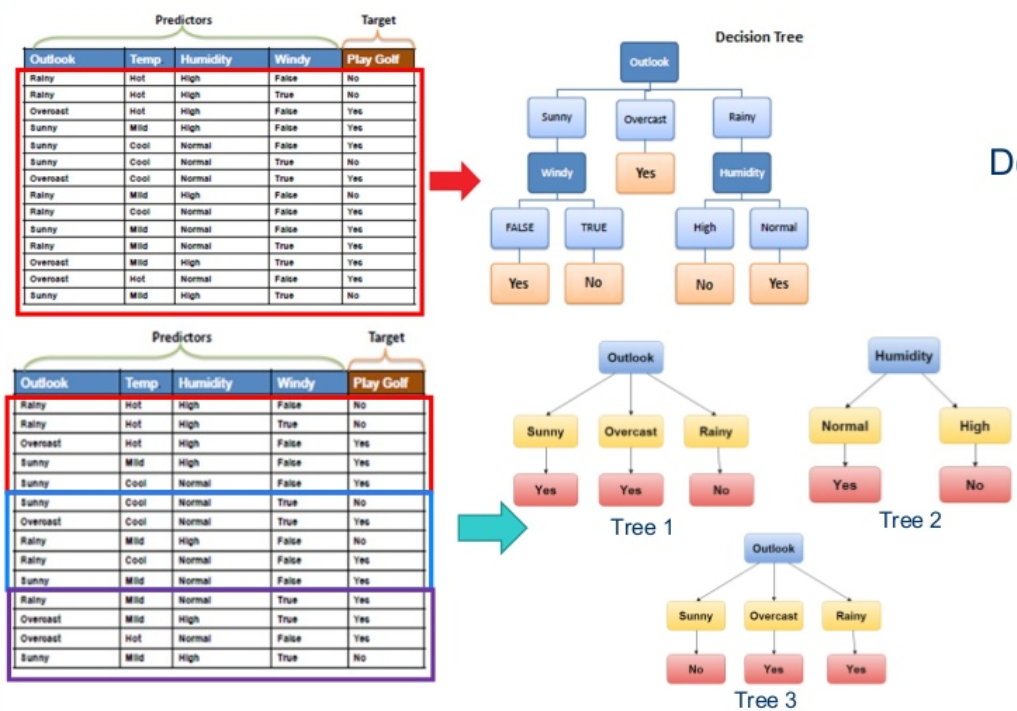 Predictors Target
Outlook Temp Humidity Windy Play Golf
Rainy Hot High False No
Rainy Hot High True No
Overoast Hot High False Yes
Sunny Mild High False Yes
Sunny Cool Normal False Yes
Sunny Cool Normal True No
Overoast Cool Normal True Yes
Rainy Mild High False No
Rainy Cool Normal False Yes
Sunny Mild Normal False Yes
Rainy Mild Normal True Yes
Overoast Mild High True Yes
Overoast Hot Normal False Yes
Sunny Mild High True No
Decision Tree
Outlook
Sunny Overcast Rainy
Windy Yes Humidity
FALSE TRUE High Normal
Yes No No Yes
Predictors Target
Outlook Temp Humidity Windy Play Golf
Rainy Hot High False No
Rainy Hot High True No
Overoast Hot High False Yes
Sunny Mild High False Yes
Sunny Cool Normal False Yes
Sunny Cool Normal True No
Overoast Cool Normal True Yes
Rainy Mild High False No
Rainy Cool Normal False Yes
Sunny Mild Normal False Yes
Rainy Mild Normal True Yes
Overoast Mild High True Yes
Overoast Hot Normal False Yes
Sunny Mild High True No
Outlook
Sunny Overcast Rainy
Yes Yes No
Tree 1
Humidity
Normal High
Yes No
Tree 2
Outlook
Sunny Overcast Rainy
No Yes Yes
Tree 3